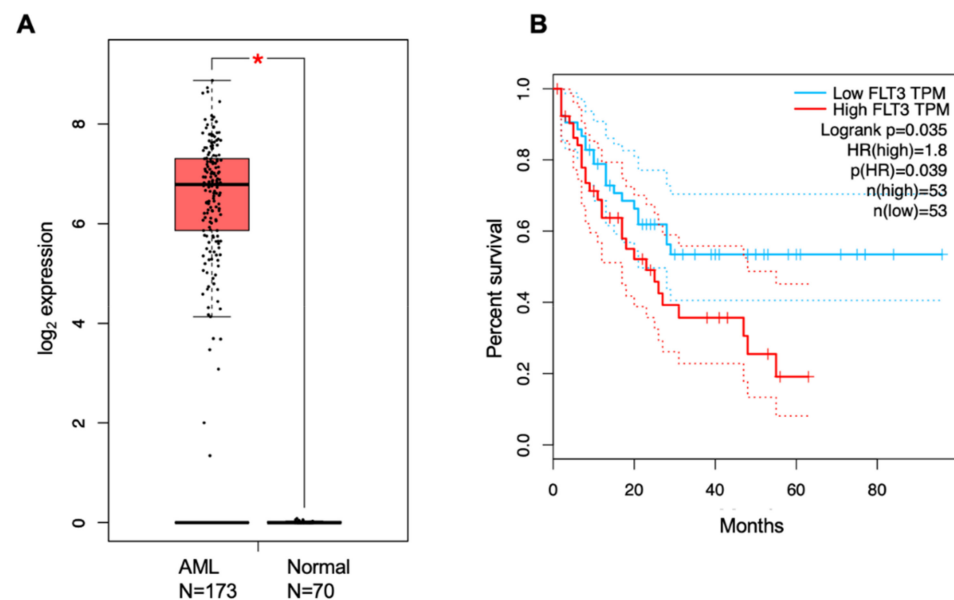 A
log2 expression
8
6
4
2
0
*
AML
N=173
Normal
N=70
B
Percent survival
1.0
0.8
0.6
0.4
0.2
0.0
Low FLT3 TPM
High FLT3 TPM
Logrank p=0.035
HR(high)=1.8
p(HR)=0.039
n(high)=53
n(low)=53
0 20 40 60 80
Months